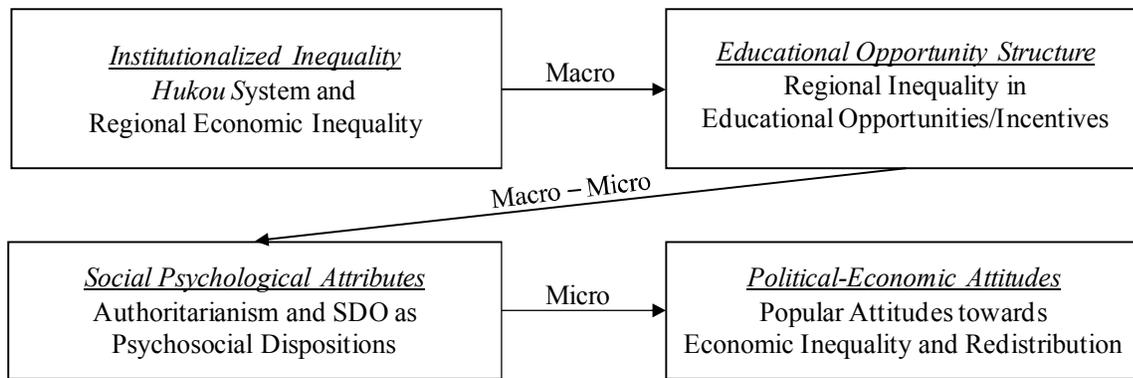 Institutionalized Inequality
Hukou System and
Regional Economic Inequality
Macro
Educational Opportunity Structure
Regional Inequality in
Educational Opportunities/Incentives
Macro – Micro
Social Psychological Attributes
Authoritarianism and SDO as
Psychosocial Dispositions
Micro
Political-Economic Attitudes
Popular Attitudes towards
Economic Inequality and Redistribution